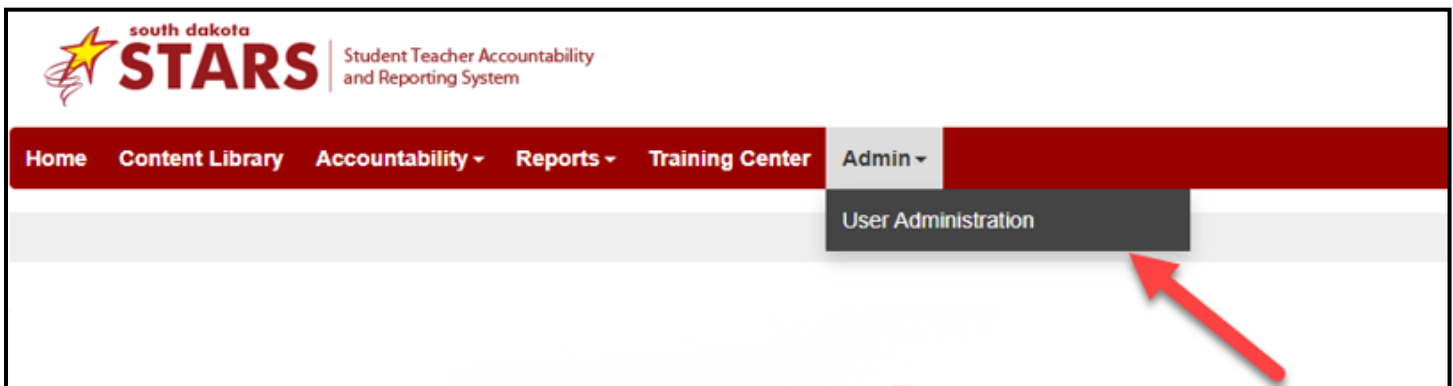 south dakota
STARS
Student Teacher Accountability
and Reporting System
Home Content Library Accountability Reports Training Center Admin
User Administration